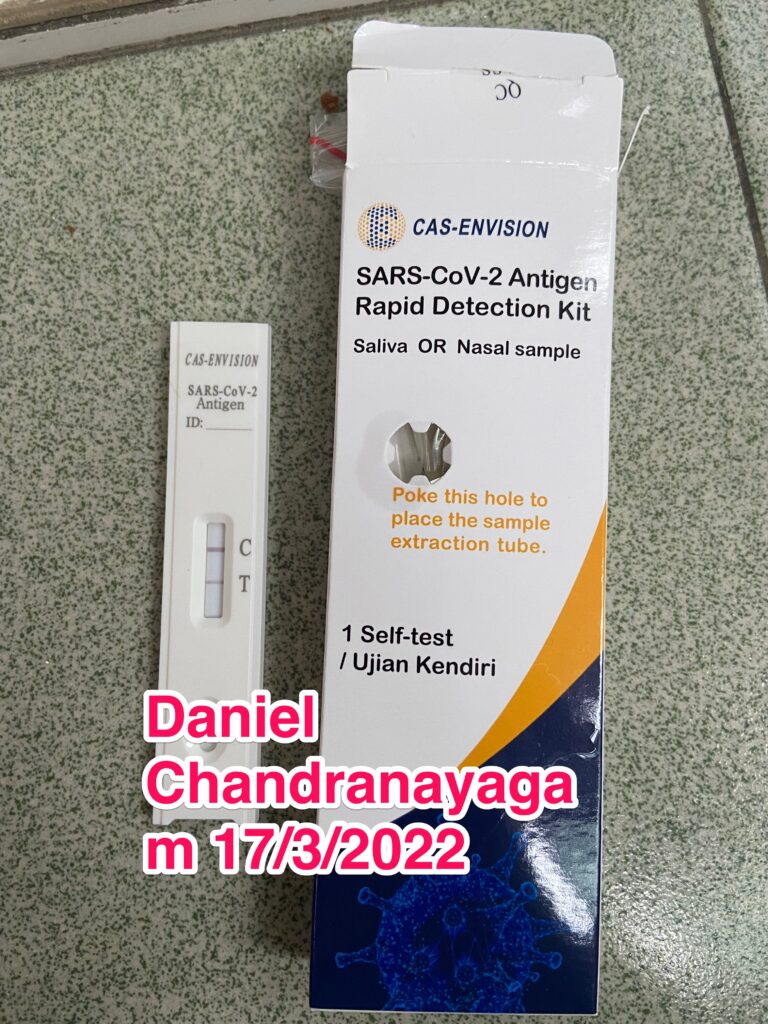 QC
CAS-ENVISION
SARS-CoV-2 Antigen
Rapid Detection Kit
Saliva OR Nasal sample
Poke this hole to
place the sample
extraction tube.
1 Self-test
/ Ujian Kendiri
CAS-ENVISION
SARS-CoV-2
Antigen
ID:
C
T
Daniel
Chandranayaga
m 17/3/2022